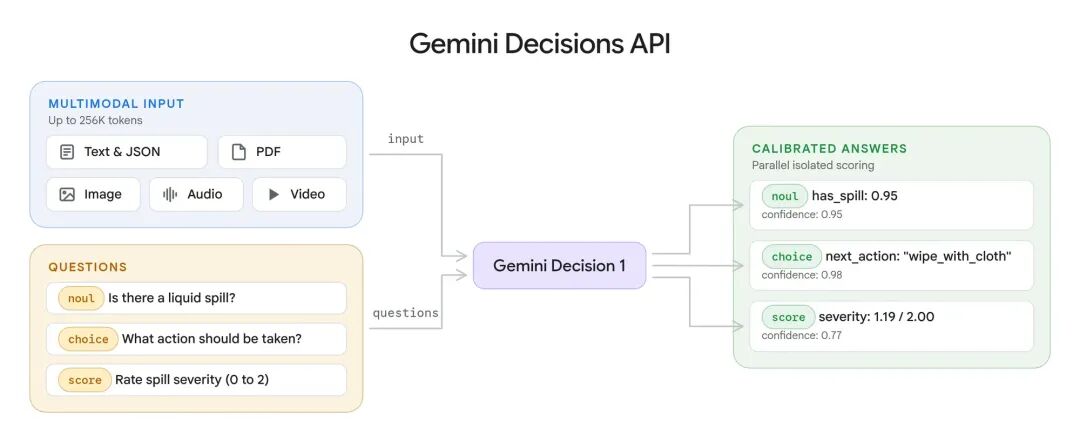 Gemini Decisions API
MULTIMODAL INPUT
Up to 256K tokens
Text & JSON
PDF
Image
Audio
Video
QUESTIONS
noul Is there a liquid spill?
choice What action should be taken?
score Rate spill severity (0 to 2)
input
questions
Gemini Decision 1
CALIBRATED ANSWERS
Parallel isolated scoring
noul has_spill: 0.95
confidence: 0.95
choice next_action: "wipe_with_cloth"
confidence: 0.98
score severity: 1.19 / 2.00
confidence: 0.77